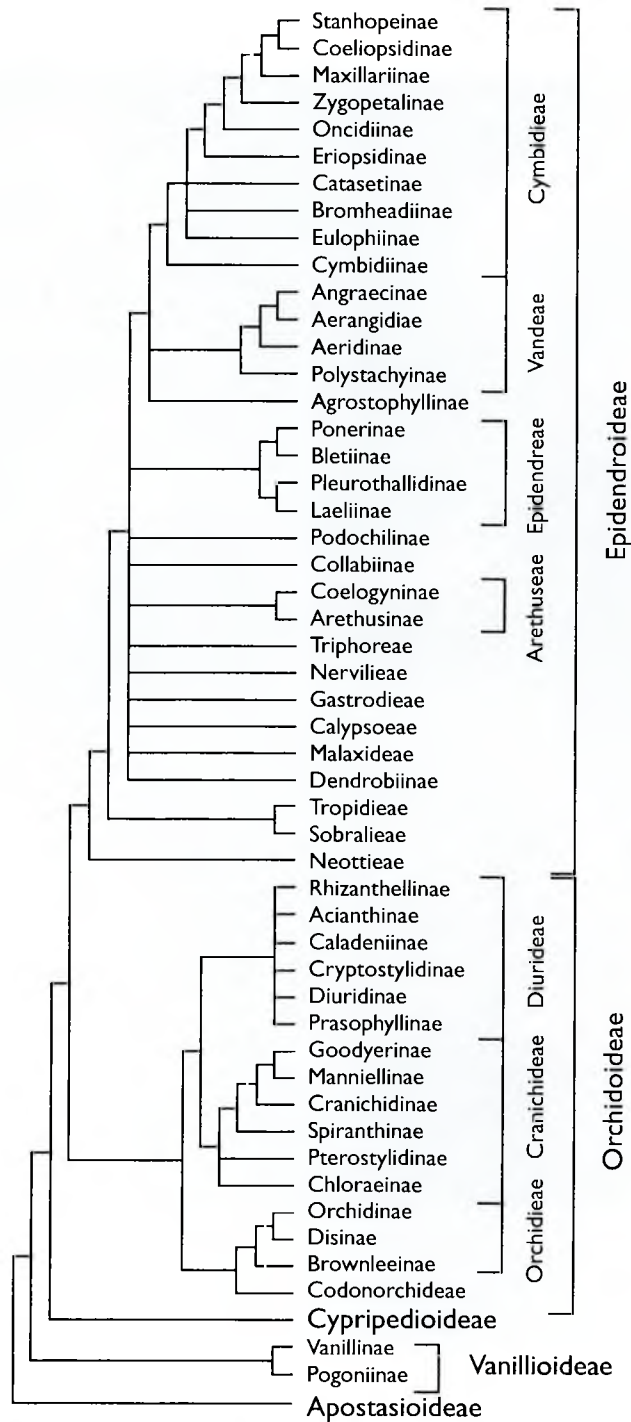 Stanhopeinae
Coeliopsidinae
Maxillariinae
Zygopetalinae
Oncidiinae
Eriopsidinae
Catasetinae
Bromheadiinae
Eulophiinae
Cymbidiinae
Cymbidieae
Angraecinae
Aerangidiae
Aeridinae
Polystachyinae
Vandeae
Agrostophyllinae
Ponerinae
Bletiinae
Pleurothallidinae
Laeliinae
Epidendreae
Podochilinae
Collabiinae
Coelogyninae
Arethusinae
Arethuseae
Triphoreae
Nervilieae
Gastrodieae
Calypsoeae
Malaxideae
Dendrobiinae
Tropidieae
Sobralieae
Neottieae
Epidendroideae
Rhizanthellinae
Acianthinae
Caladeniinae
Cryptostylidinae
Diuridinae
Prasophyllinae
Diurideae
Goodyerinae
Manniellinae
Cranichidinae
Spiranthinae
Pterostylidinae
Chloraeinae
Cranichideae
Orchidinae
Disinae
Brownleeinae
Orchidieae
Codonorchideae
Orchidoideae
Cypripedioideae
Vanillinae
Pogoniinae
Vanillioideae
Apostasioideae